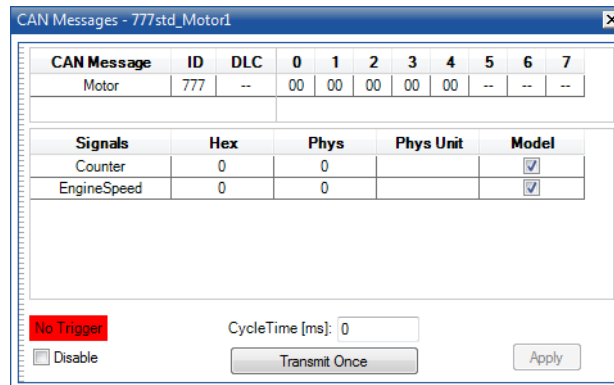 CAN Messages - 777std_Motor1
CAN Message ID DLC 0 1 2 3 4 5 6 7
Motor 777 -- 00 00 00 00 00 -- -- --
Signals Hex Phys Phys Unit Model
Counter 0 0
EngineSpeed 0 0
No Trigger CycleTime [ms]: 0
Disable Transmit Once Apply